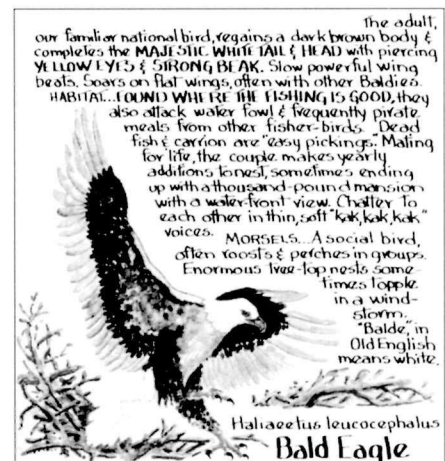 The adult,
our familiar national bird, regains a dark brown body &
completes the MAJESTIC WHITE TAIL & HEAD with piercing
YELLOW EYES & STRONG BEAK. Slow powerful wing
beats. Soars on flat wings, often with other Baldies.
HABITAT...FOUND WHERE THE FISHING IS GOOD, they
also attack water fowl & frequently pirate
meals from other fisher-birds. Dead
fish & carrion are "easy pickings." Mating
for life, the couple makes yearly
additions to nest, sometimes ending
up with a thousand-pound mansion
with a water-front view. Chatter to
each other in thin, soft "kak, kak, kak"
voices. MORSELS...A social bird,
often roosts & perches in groups.
Enormous tree-top nests some-
times topple
in a wind-
storm.
"Balde," in
Old English
means white.
Haliaeetus leucocephalus
Bald Eagle